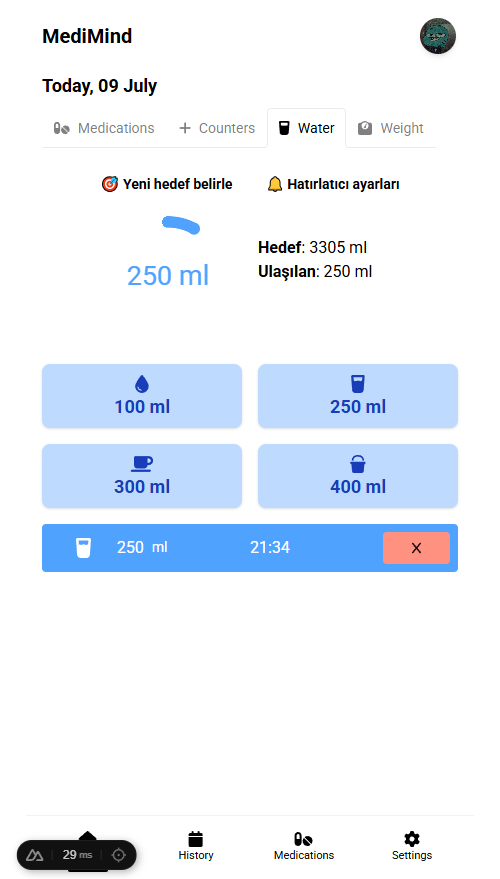 MediMind
Today, 09 July
Medications Counters Water Weight
🎯 Yeni hedef belirle 🔔 Hatırlatıcı ayarları
250 ml
Hedef: 3305 ml
Ulaşılan: 250 ml
100 ml 250 ml
300 ml 400 ml
250 ml 21:34 X
29 ms
History Medications Settings